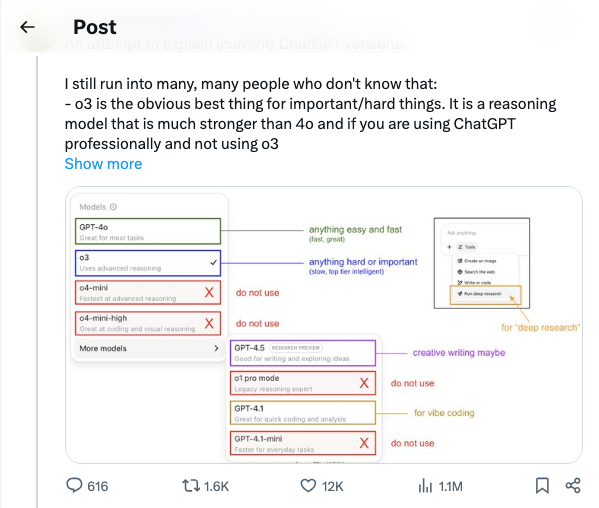 Post
An attempt to explain (current) ChatGPT versions.
I still run into many, many people who don't know that:
- o3 is the obvious best thing for important/hard things. It is a reasoning
model that is much stronger than 4o and if you are using ChatGPT
professionally and not using o3
Show more
Models
GPT-4o
Great for most tasks
anything easy and fast
(fast, great)
o3
Uses advanced reasoning
anything hard or important
(slow, top tier intelligent)
o4-mini
Fastest at advanced reasoning
X
do not use
o4-mini-high
Great at coding and visual reasoning
X
do not use
More models
Ask anything
Tools
Create an image
Search the web
Write or code
Run deep research
for "deep research"
GPT-4.5 RESEARCH PREVIEW
Good for writing and exploring ideas
creative writing maybe
o1 pro mode
Legacy reasoning expert
X
do not use
GPT-4.1
Great for quick coding and analysis
for vibe coding
GPT-4.1-mini
Faster for everyday tasks
X
do not use
616
1.6K
12K
1.1M